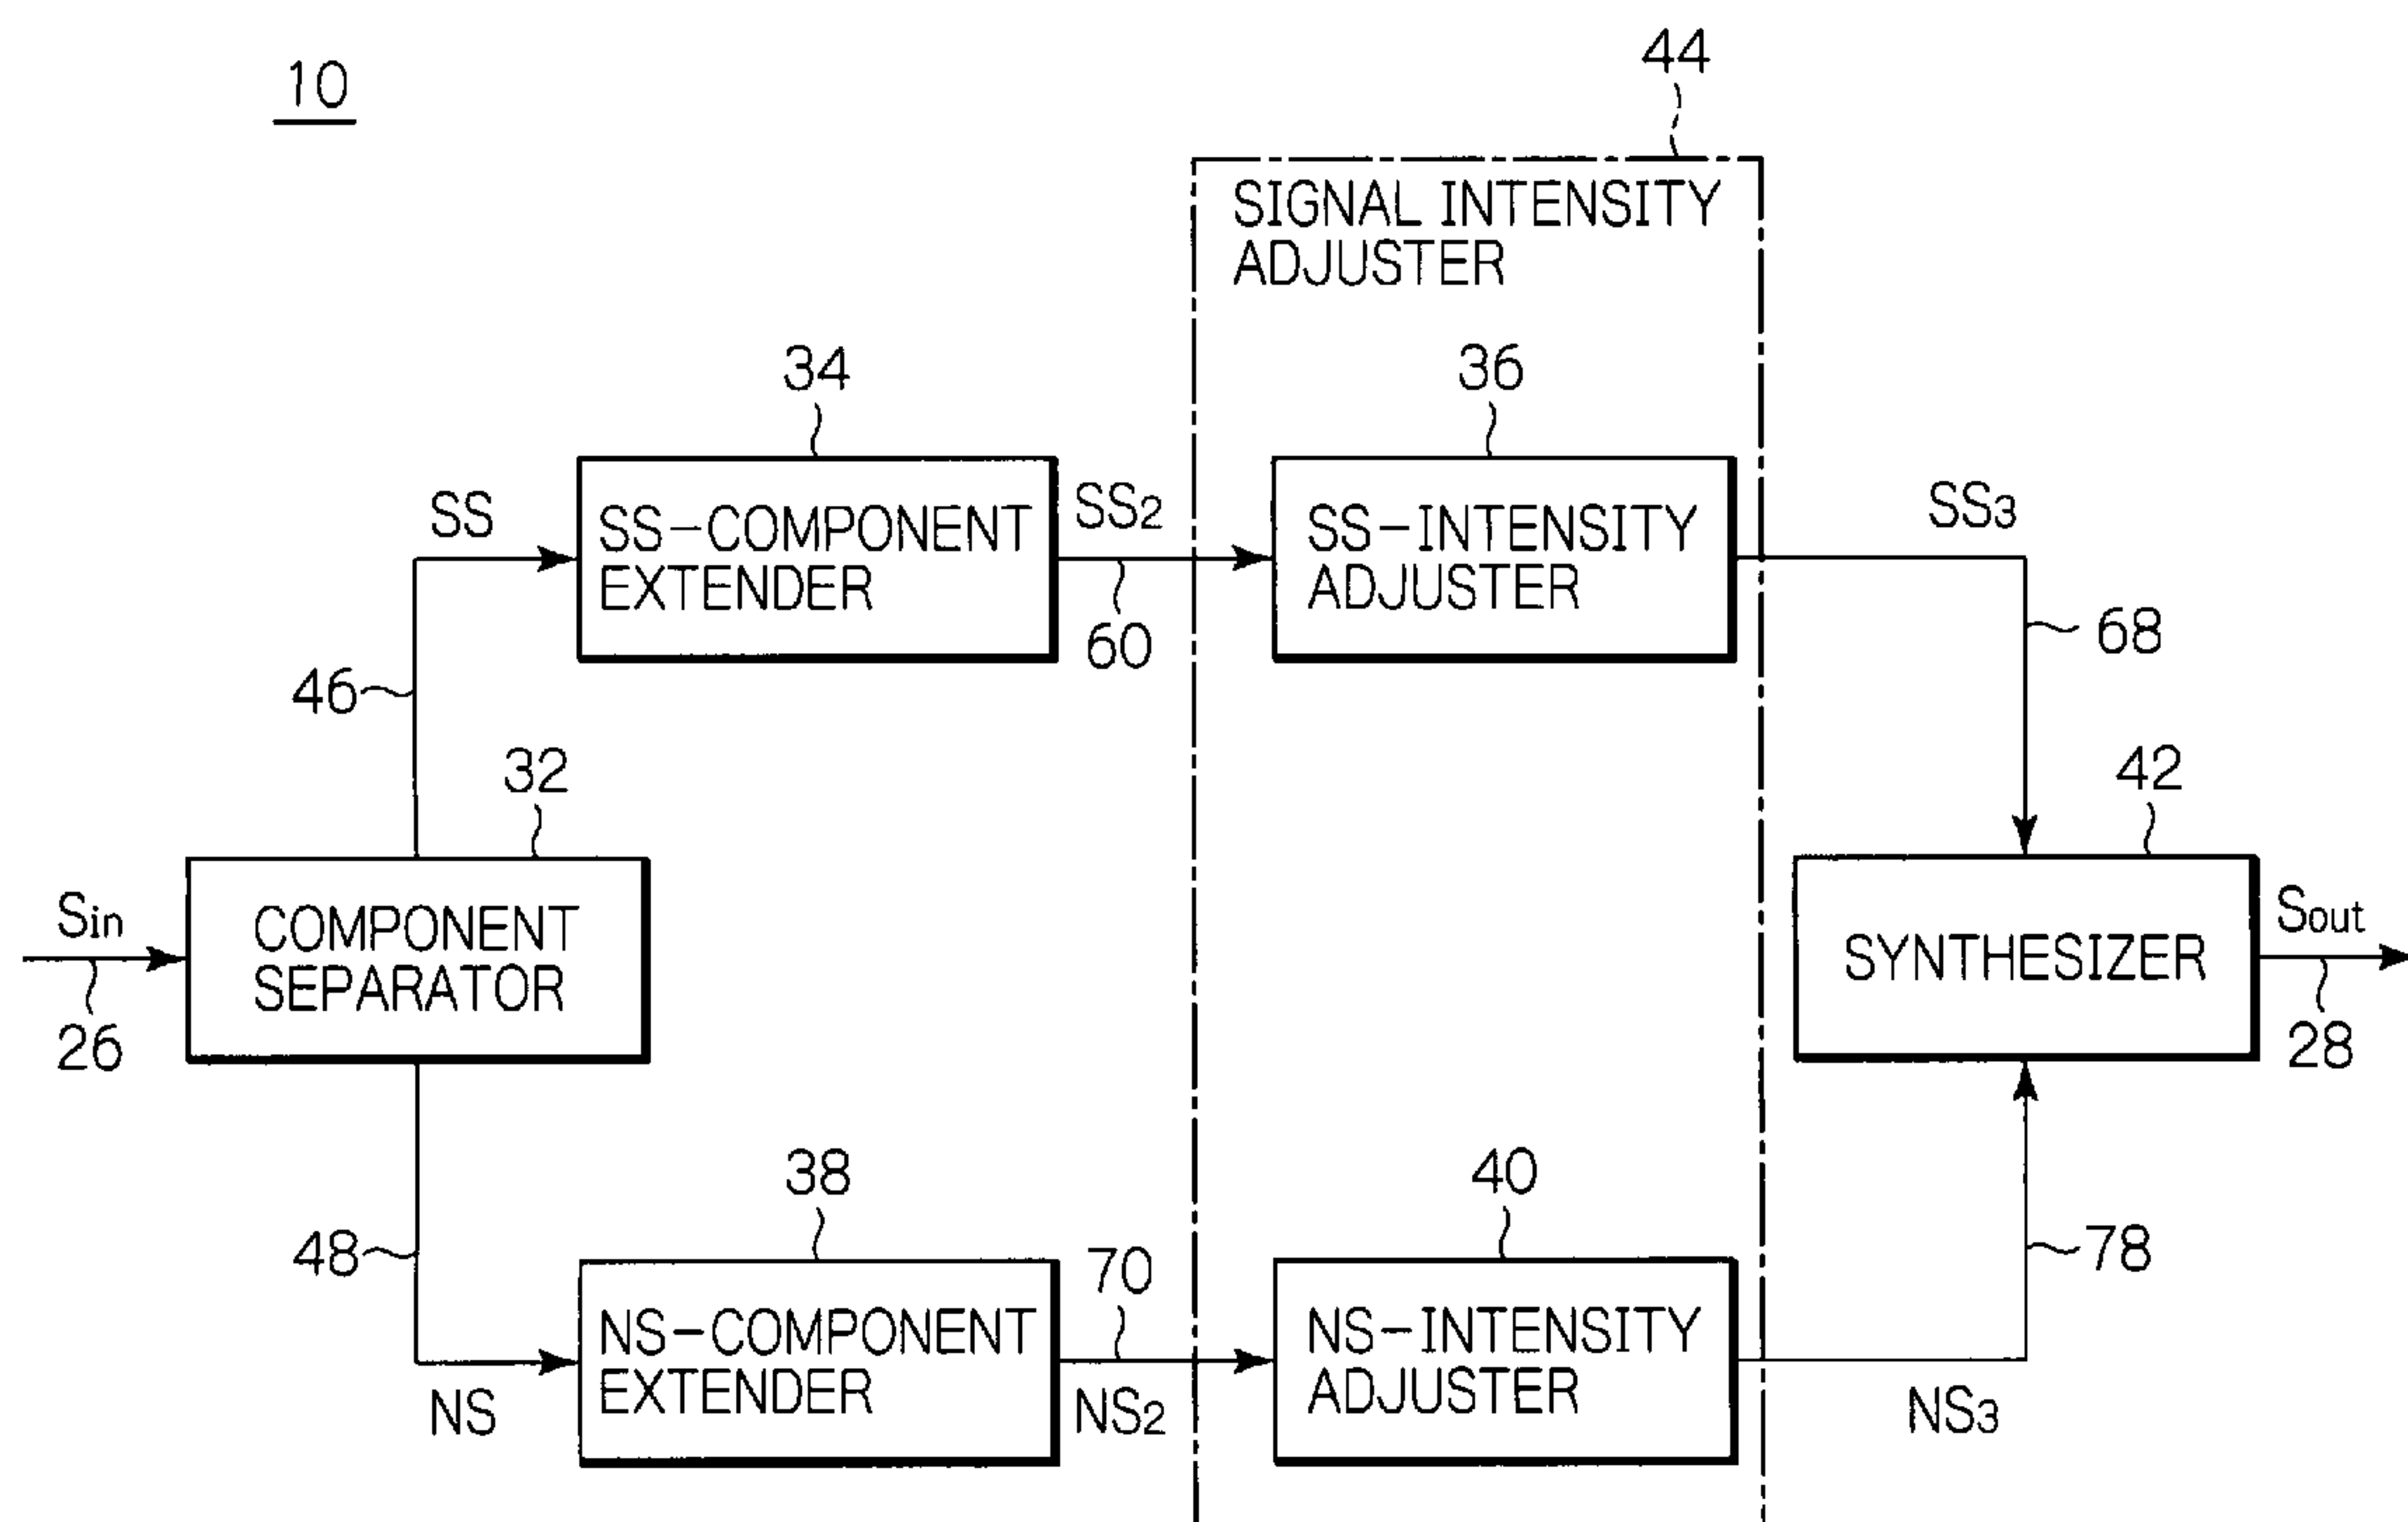 10
44
SIGNAL INTENSITY
ADJUSTER
34
36
SS
SS-COMPONENT
EXTENDER
SS2
60
SS-INTENSITY
ADJUSTER
SS3
68
46
32
42
Sin
26
COMPONENT
SEPARATOR
SYNTHESIZER
Sout
28
48
38
40
78
NS
NS-COMPONENT
EXTENDER
70
NS2
NS-INTENSITY
ADJUSTER
NS3